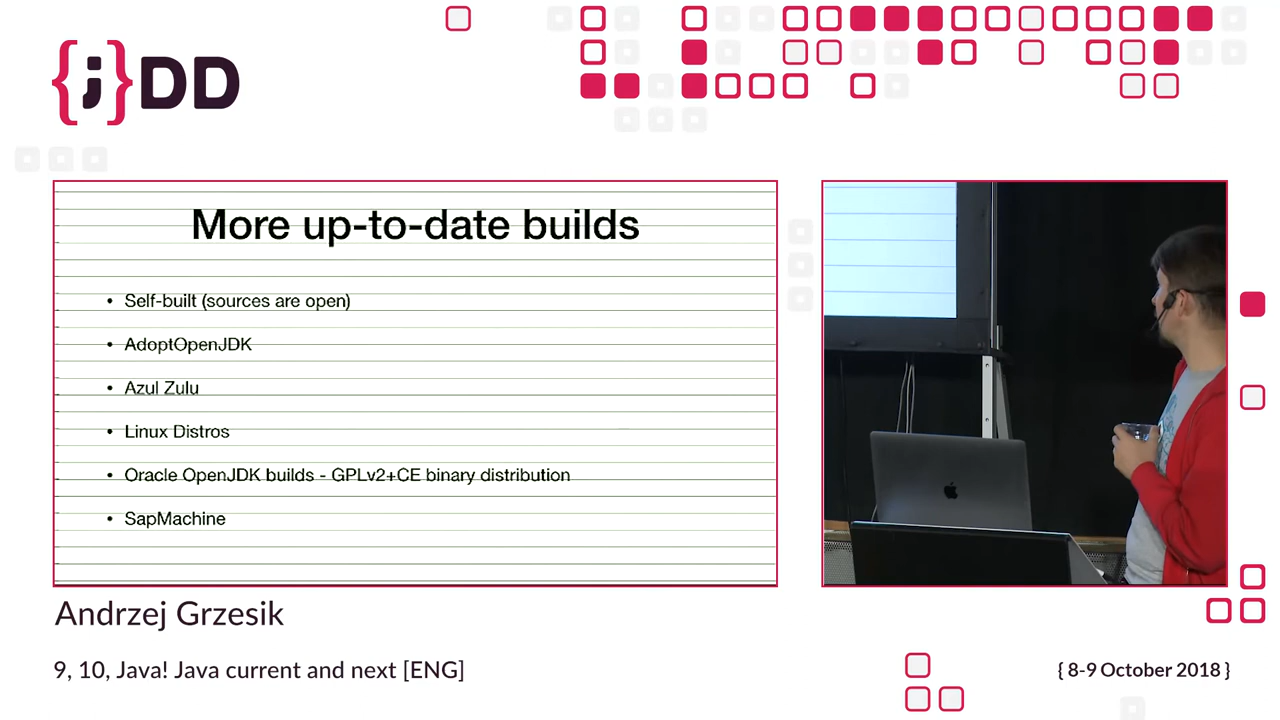 {j}DD
More up-to-date builds
• Self-built (sources are open)
• AdoptOpenJDK
• Azul Zulu
• Linux Distros
• Oracle OpenJDK builds - GPLv2+CE binary distribution
• SapMachine
Andrzej Grzesik
9, 10, Java! Java current and next [ENG]
{ 8-9 October 2018 }